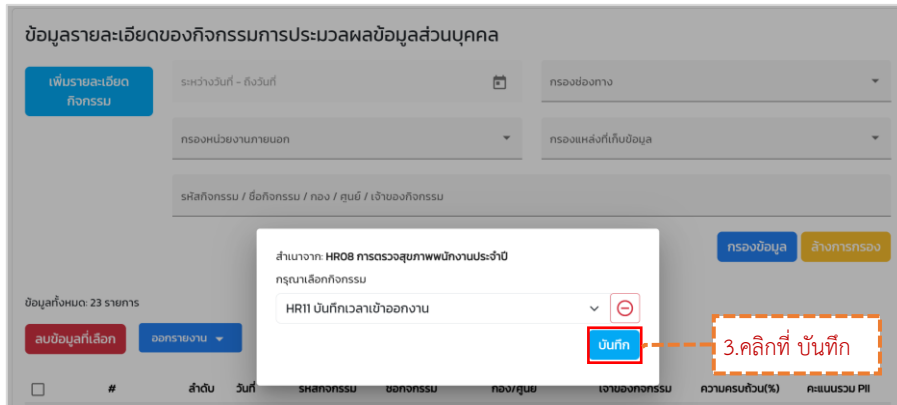 ข้อมูลรายละเอียดของกิจกรรมการประมวลผลข้อมูลส่วนบุคคล
เพิ่มรายละเอียด
กิจกรรม
ระหว่างวันที่ - ถึงวันที่
กรองช่องทาง
กรองหน่วยงานภายนอก
กรองแหล่งที่เก็บข้อมูล
รหัสกิจกรรม / ชื่อกิจกรรม / กอง / ศูนย์ / เจ้าของกิจกรรม
กรองข้อมูล
ล้างการกรอง
สำเนาจาก: HR08 การตรวจสุขภาพพนักงานประจำปี
กรุณาเลือกกิจกรรม
HR11 บันทึกเวลาเข้าออกงาน
บันทึก
3.คลิกที่ บันทึก
ข้อมูลทั้งหมด: 23 รายการ
ลบข้อมูลที่เลือก
ออกรายงาน
# ลำดับ วันที่ รหัสกิจกรรม ชื่อกิจกรรม กอง/ศูนย์ เจ้าของกิจกรรม ความครบถ้วน(%) คะแนนรวม PII